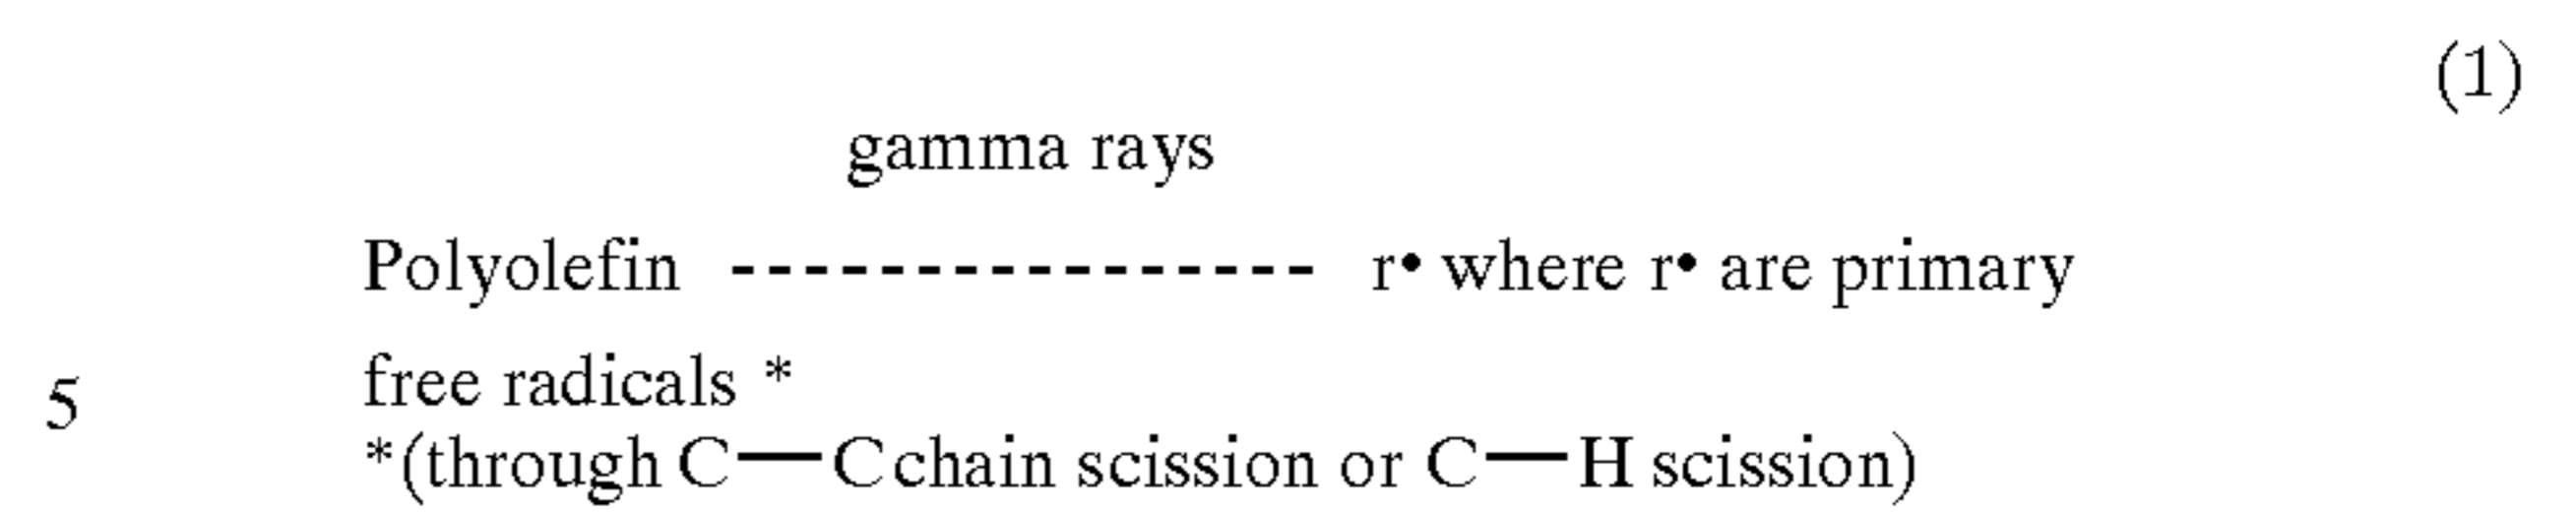 (1)
gamma rays
Polyolefin ---------------- r• where r• are primary
free radicals *
5
*(through C—C chain scission or C—H scission)